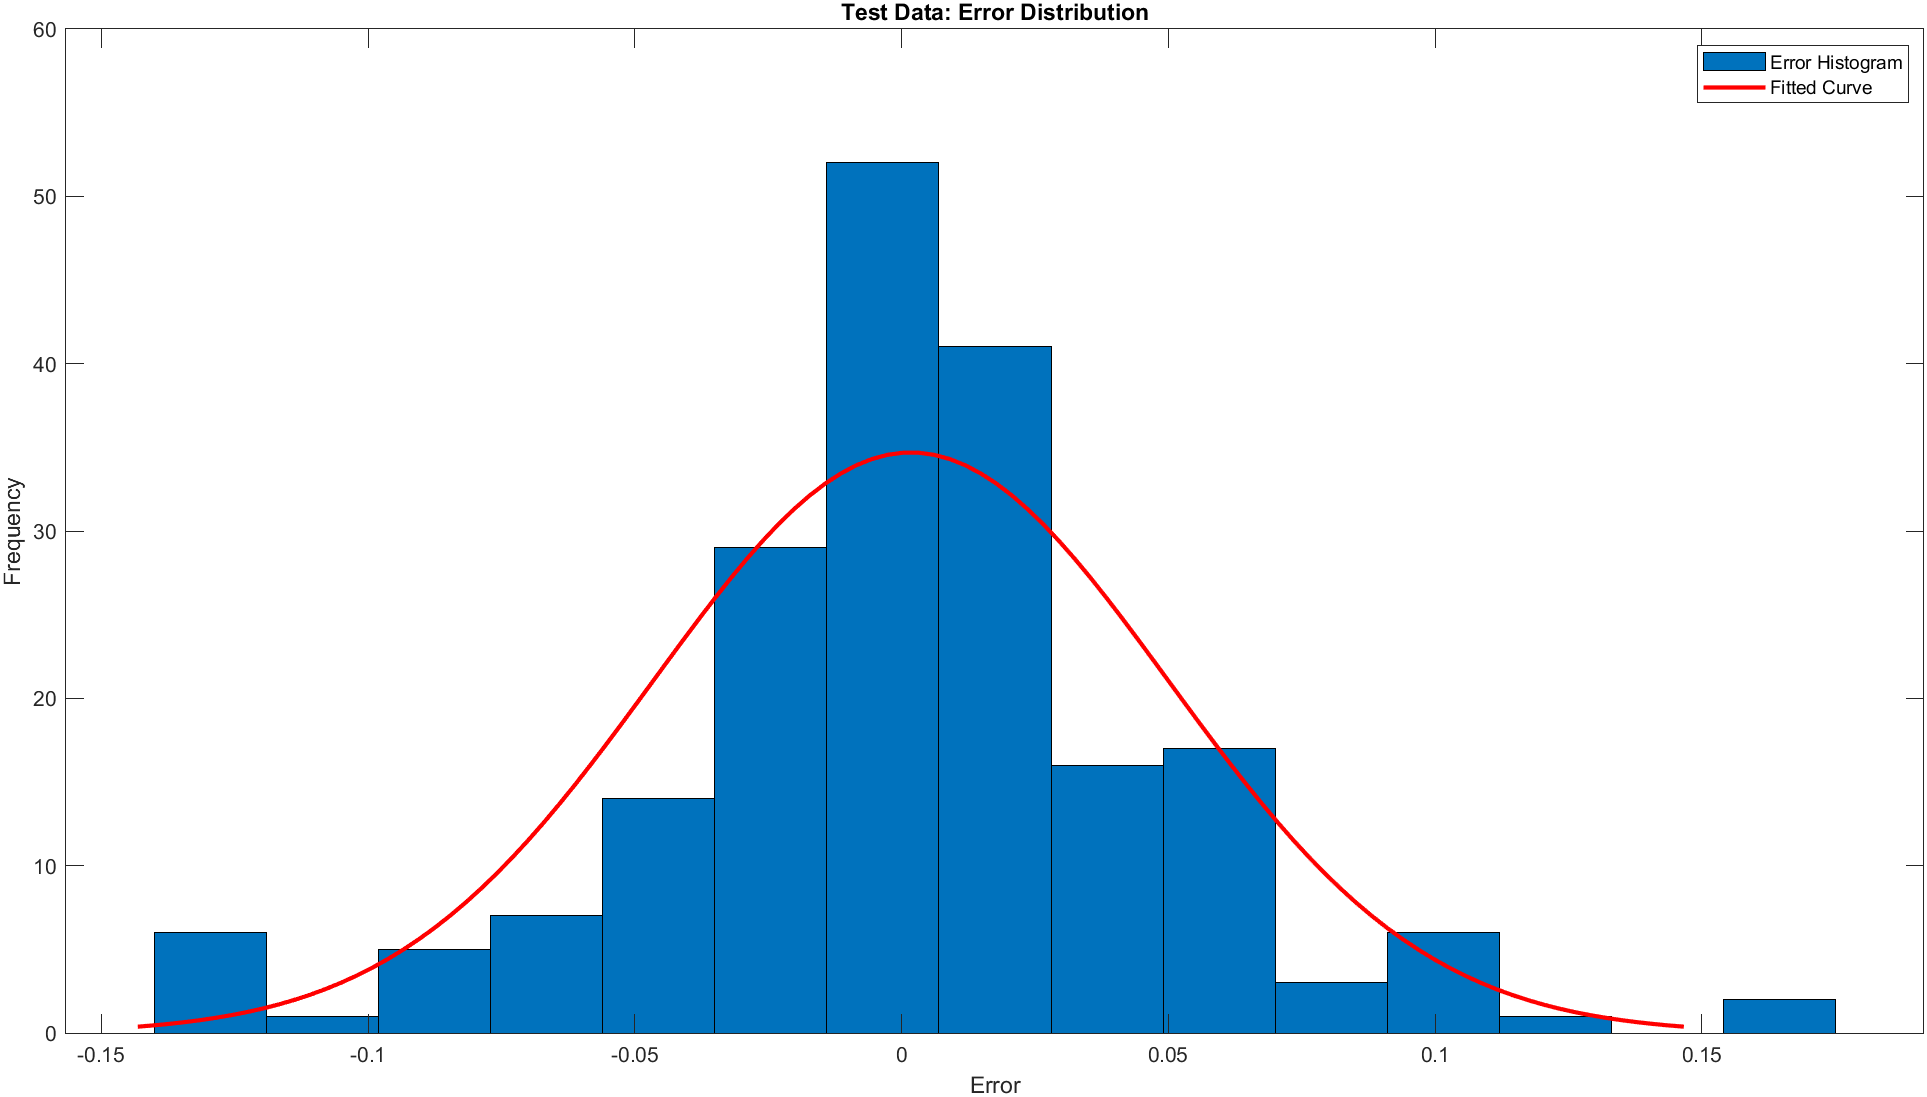 Test Data: Error Distribution
Error Histogram
Fitted Curve
60
50
40
30
20
10
0
Frequency
-0.15
-0.1
-0.05
0
0.05
0.1
0.15
Error